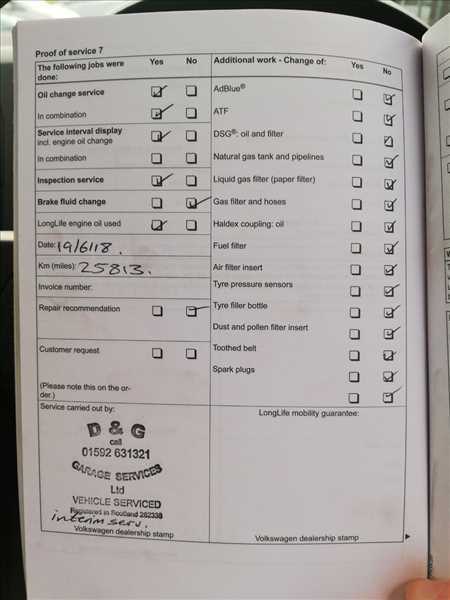 Proof of service 7
The following jobs were done: Yes No
Oil change service
In combination
Service interval display
incl. engine oil change
In combination
Inspection service
Brake fluid change
LongLife engine oil used
Date: 19/6/18.
Km (miles): 25813.
Invoice number:
Repair recommendation
Customer request
(Please note this on the or-
der.)
Service carried out by:
D & G
call
01592 631321
GARAGE SERVICES
Ltd
VEHICLE SERVICED
Registered in Scotland 262338
interim serv.
Volkswagen dealership stamp
Additional work - Change of: Yes No
AdBlue®
ATF
DSG®: oil and filter
Natural gas tank and pipelines
Liquid gas filter (paper filter)
Gas filter and hoses
Haldex coupling: oil
Fuel filter
Air filter insert
Tyre pressure sensors
Tyre filler bottle
Dust and pollen filter insert
Toothed belt
Spark plugs
LongLife mobility guarantee:
Volkswagen dealership stamp